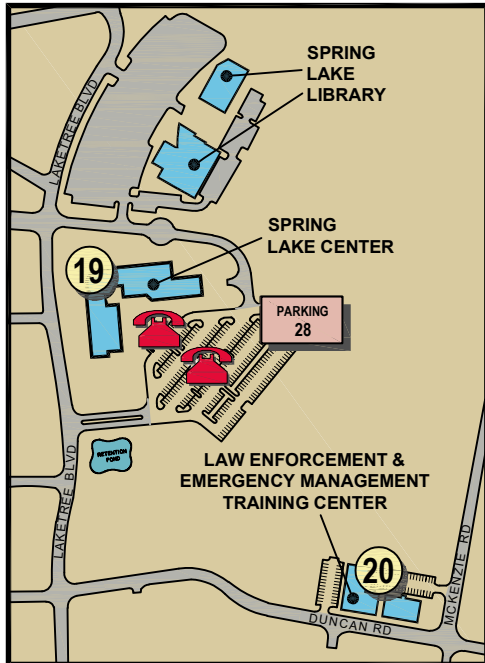 SPRING
LAKE
LIBRARY
LAKETREE BLVD
SPRING
LAKE CENTER
19
PARKING
28
RETENTION
POND
LAKETREE BLVD
LAW ENFORCEMENT &
EMERGENCY MANAGEMENT
TRAINING CENTER
20
MCKENZIE RD
DUNCAN RD